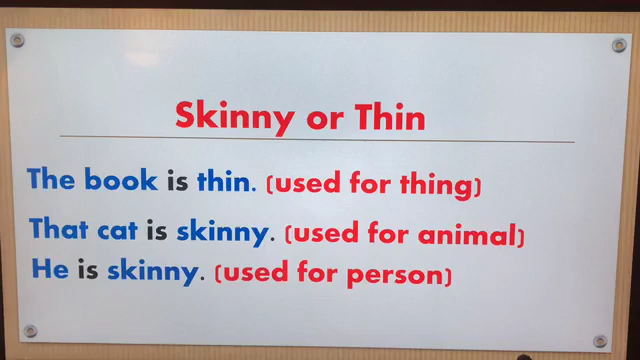 Skinny or Thin
The book is thin. (used for thing)
That cat is skinny. (used for animal)
He is skinny. (used for person)